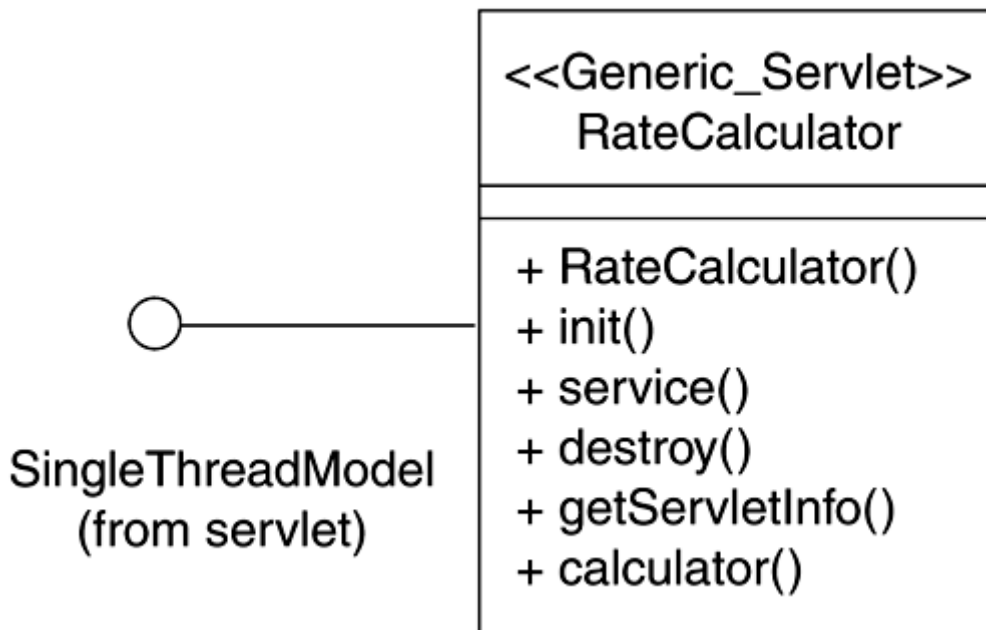 <<Generic_Servlet>>
RateCalculator
+ RateCalculator()
+ init()
+ service()
+ destroy()
+ getServletInfo()
+ calculator()
SingleThreadModel
(from servlet)